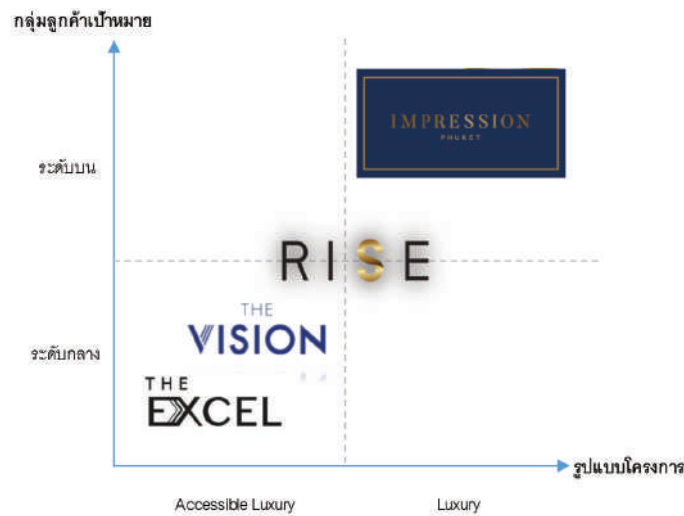 กลุ่มลูกค้าเป้าหมาย
IMPRESSION
PHUKET
ระดับบน
RISE
THE
VISION
ระดับกลาง
THE
EXCEL
รูปแบบโครงการ
Accessible Luxury
Luxury